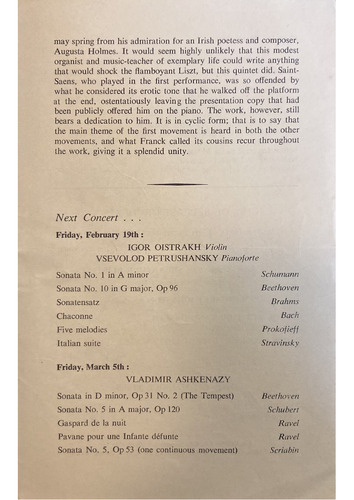 may spring from his admiration for an Irish poetess and composer,
Augusta Holmes. It would seem highly unlikely that this modest
organist and music-teacher of exemplary life could write anything
that would shock the flamboyant Liszt, but this quintet did. Saint-
Saens, who played in the first performance, was so offended by
what he considered its erotic tone that he walked off the platform
at the end, ostentatiously leaving the presentation copy that had
been publicly offered him on the piano. The work, however, still
bears a dedication to him. It is in cyclic form; that is to say that
the main theme of the first movement is heard in both the other
movements, and what Franck called its cousins recur throughout
the work, giving it a splendid unity.
Next Concert . . .
Friday, February 19th :
IGOR OISTRAKH Violin
VSEVOLOD PETRUSHANSKY Pianoforte
Sonata No. 1 in A minor Schumann
Sonata No. 10 in G major, Op 96 Beethoven
Sonatensatz Brahms
Chaconne Bach
Five melodies Prokofieff
Italian suite Stravinsky
Friday, March 5th :
VLADIMIR ASHKENAZY
Sonata in D minor, Op 31 No. 2 (The Tempest) Beethoven
Sonata No. 5 in A major, Op 120 Schubert
Gaspard de la nuit Ravel
Pavane pour une Infante défunte Ravel
Sonata No. 5, Op 53 (one continuous movement) Scriabin